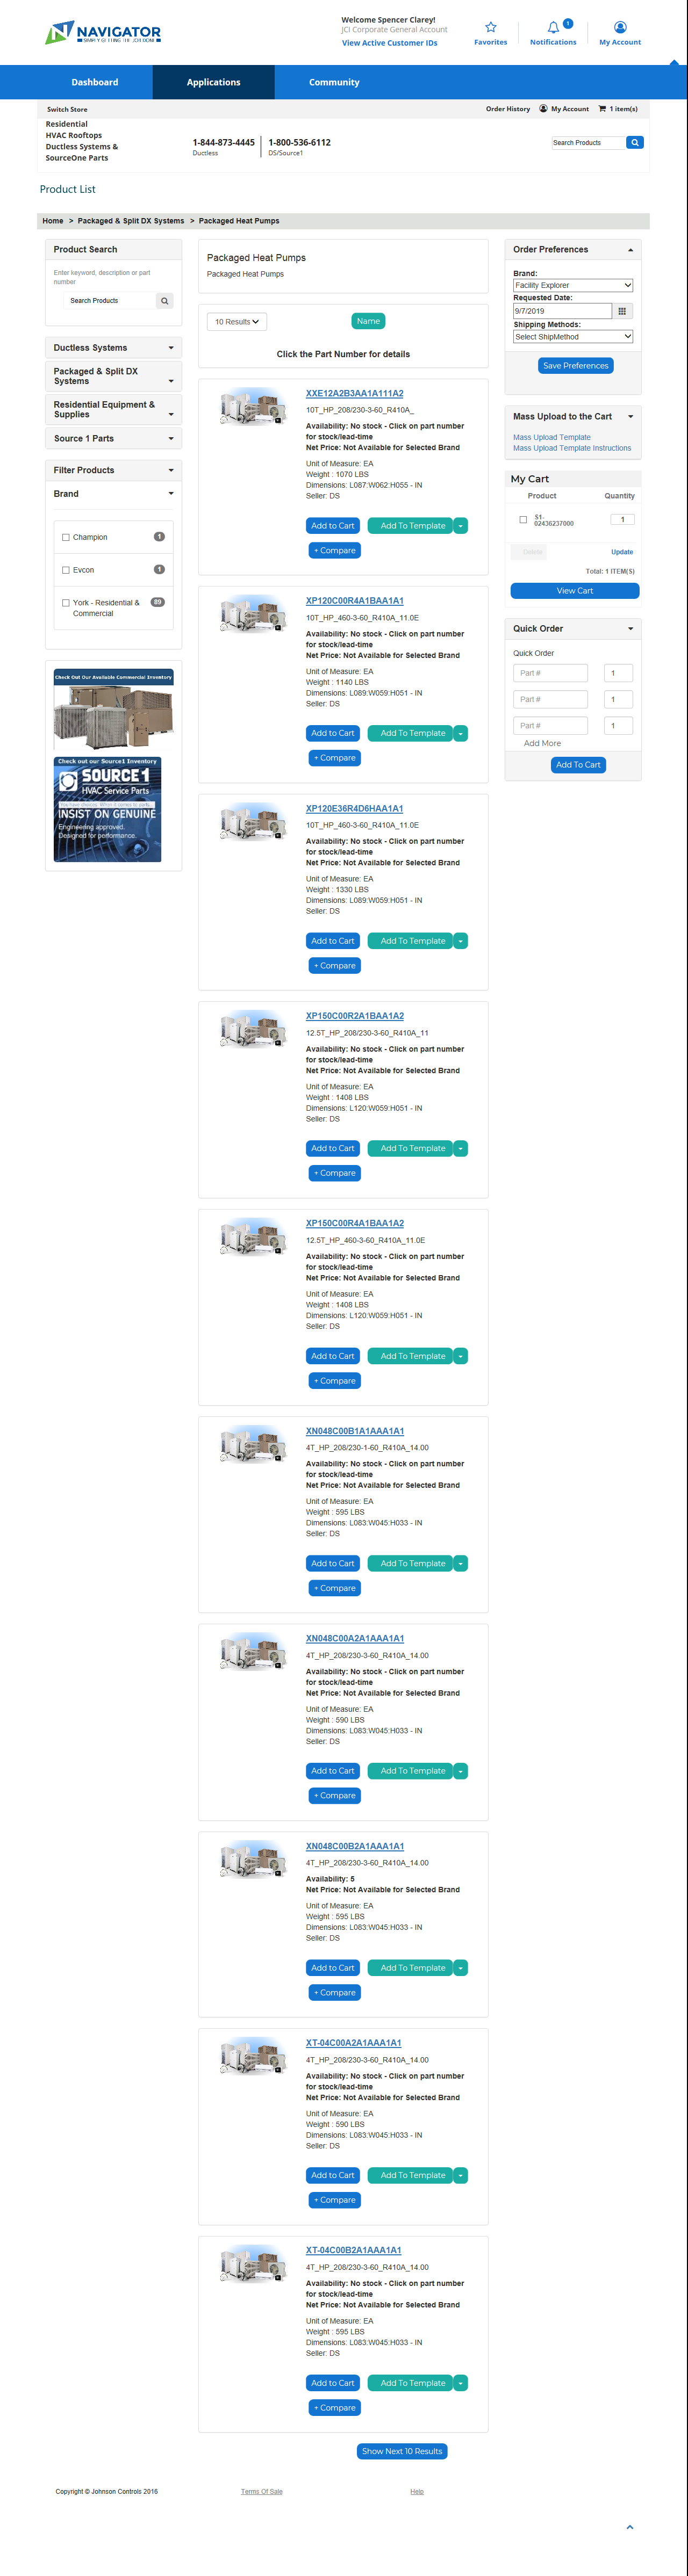 NAVIGATOR
SIMPLY GETTING THE JOB DONE
Welcome Spencer Clarey!
JCI Corporate General Account
View Active Customer IDs
Favorites
1
Notifications
My Account
Dashboard
Applications
Community
Switch Store
Order History
My Account
1 item(s)
Residential
HVAC Rooftops
Ductless Systems &
SourceOne Parts
1-844-873-4445
Ductless
1-800-536-6112
DS/Source1
Search Products
Product List
Home > Packaged & Split DX Systems > Packaged Heat Pumps
Product Search
Enter keyword, description or part
number
Search Products
Ductless Systems
Packaged & Split DX
Systems
Residential Equipment &
Supplies
Source 1 Parts
Filter Products
Brand
Champion 1
Evcon 1
York - Residential & 89
Commercial
Check Out Our Available Commercial Inventory
Check out our Source1 Inventory
SOURCE1
HVAC Service Parts
INSIST ON GENUINE
Engineering approved.
Designed for performance.
Packaged Heat Pumps
Packaged Heat Pumps
10 Results
Name
Click the Part Number for details
XXE12A2B3AA1A111A2
10T_HP_208/230-3-60_R410A_
Availability: No stock - Click on part number
for stock/lead-time
Net Price: Not Available for Selected Brand
Unit of Measure: EA
Weight : 1070 LBS
Dimensions: L087:W062:H055 - IN
Seller: DS
Add to Cart
Add To Template
+ Compare
XP120C00R4A1BAA1A1
10T_HP_460-3-60_R410A_11.0E
Availability: No stock - Click on part number
for stock/lead-time
Net Price: Not Available for Selected Brand
Unit of Measure: EA
Weight : 1140 LBS
Dimensions: L089:W059:H051 - IN
Seller: DS
Add to Cart
Add To Template
+ Compare
XP120E36R4D6HAA1A1
10T_HP_460-3-60_R410A_11.0E
Availability: No stock - Click on part number
for stock/lead-time
Net Price: Not Available for Selected Brand
Unit of Measure: EA
Weight : 1330 LBS
Dimensions: L089:W059:H051 - IN
Seller: DS
Add to Cart
Add To Template
+ Compare
XP150C00R2A1BAA1A2
12.5T_HP_208/230-3-60_R410A_11
Availability: No stock - Click on part number
for stock/lead-time
Net Price: Not Available for Selected Brand
Unit of Measure: EA
Weight : 1408 LBS
Dimensions: L120:W059:H051 - IN
Seller: DS
Add to Cart
Add To Template
+ Compare
XP150C00R4A1BAA1A2
12.5T_HP_460-3-60_R410A_11.0E
Availability: No stock - Click on part number
for stock/lead-time
Net Price: Not Available for Selected Brand
Unit of Measure: EA
Weight : 1408 LBS
Dimensions: L120:W059:H051 - IN
Seller: DS
Add to Cart
Add To Template
+ Compare
XN048C00B1A1AAA1A1
4T_HP_208/230-1-60_R410A_14.00
Availability: No stock - Click on part number
for stock/lead-time
Net Price: Not Available for Selected Brand
Unit of Measure: EA
Weight : 595 LBS
Dimensions: L083:W045:H033 - IN
Seller: DS
Add to Cart
Add To Template
+ Compare
XN048C00A2A1AAA1A1
4T_HP_208/230-3-60_R410A_14.00
Availability: No stock - Click on part number
for stock/lead-time
Net Price: Not Available for Selected Brand
Unit of Measure: EA
Weight : 590 LBS
Dimensions: L083:W045:H033 - IN
Seller: DS
Add to Cart
Add To Template
+ Compare
XN048C00B2A1AAA1A1
4T_HP_208/230-3-60_R410A_14.00
Availability: 5
Net Price: Not Available for Selected Brand
Unit of Measure: EA
Weight : 595 LBS
Dimensions: L083:W045:H033 - IN
Seller: DS
Add to Cart
Add To Template
+ Compare
XT-04C00A2A1AAA1A1
4T_HP_208/230-3-60_R410A_14.00
Availability: No stock - Click on part number
for stock/lead-time
Net Price: Not Available for Selected Brand
Unit of Measure: EA
Weight : 590 LBS
Dimensions: L083:W045:H033 - IN
Seller: DS
Add to Cart
Add To Template
+ Compare
XT-04C00B2A1AAA1A1
4T_HP_208/230-3-60_R410A_14.00
Availability: No stock - Click on part number
for stock/lead-time
Net Price: Not Available for Selected Brand
Unit of Measure: EA
Weight : 595 LBS
Dimensions: L083:W045:H033 - IN
Seller: DS
Add to Cart
Add To Template
+ Compare
Show Next 10 Results
Order Preferences
Brand:
Facility Explorer
Requested Date:
9/7/2019
Shipping Methods:
Select ShipMethod
Save Preferences
Mass Upload to the Cart
Mass Upload Template
Mass Upload Template Instructions
My Cart
Product Quantity
S1-
02436237000
1
Delete
Update
Total: 1 ITEM(S)
View Cart
Quick Order
Quick Order
Part # 1
Part # 1
Part # 1
Add More
Add To Cart
Copyright © Johnson Controls 2016
Terms Of Sale
Help